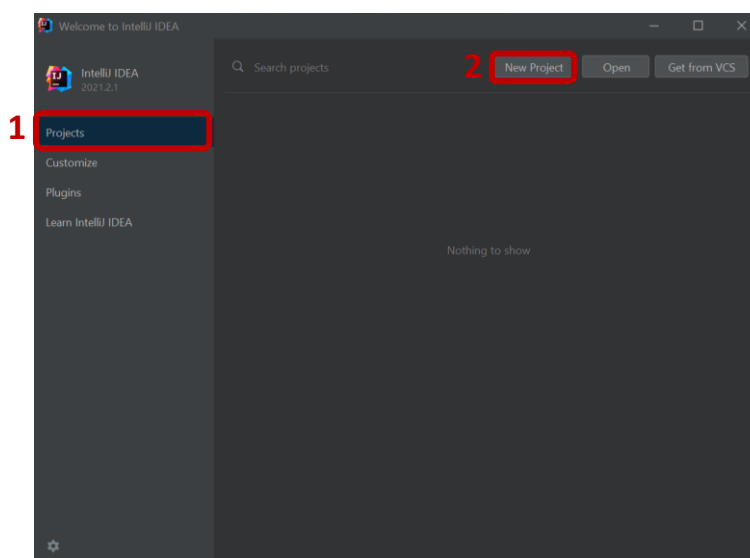 Welcome to IntelliJ IDEA
IntelliJ IDEA
2021.2.1
Search projects
2
New Project
Open
Get from VCS
1
Projects
Customize
Plugins
Learn IntelliJ IDEA
Nothing to show